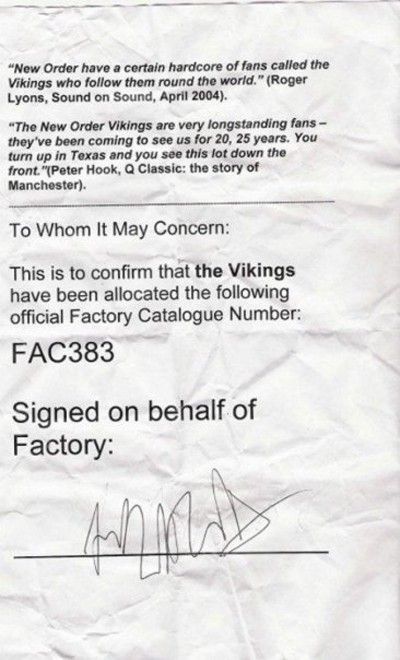 "New Order have a certain hardcore of fans called the
Vikings who follow them round the world." (Roger
Lyons, Sound on Sound, April 2004).
"The New Order Vikings are very longstanding fans –
they've been coming to see us for 20, 25 years. You
turn up in Texas and you see this lot down the
front."(Peter Hook, Q Classic: the story of
Manchester).
To Whom It May Concern:
This is to confirm that the Vikings
have been allocated the following
official Factory Catalogue Number:
FAC383
Signed on behalf of
Factory: